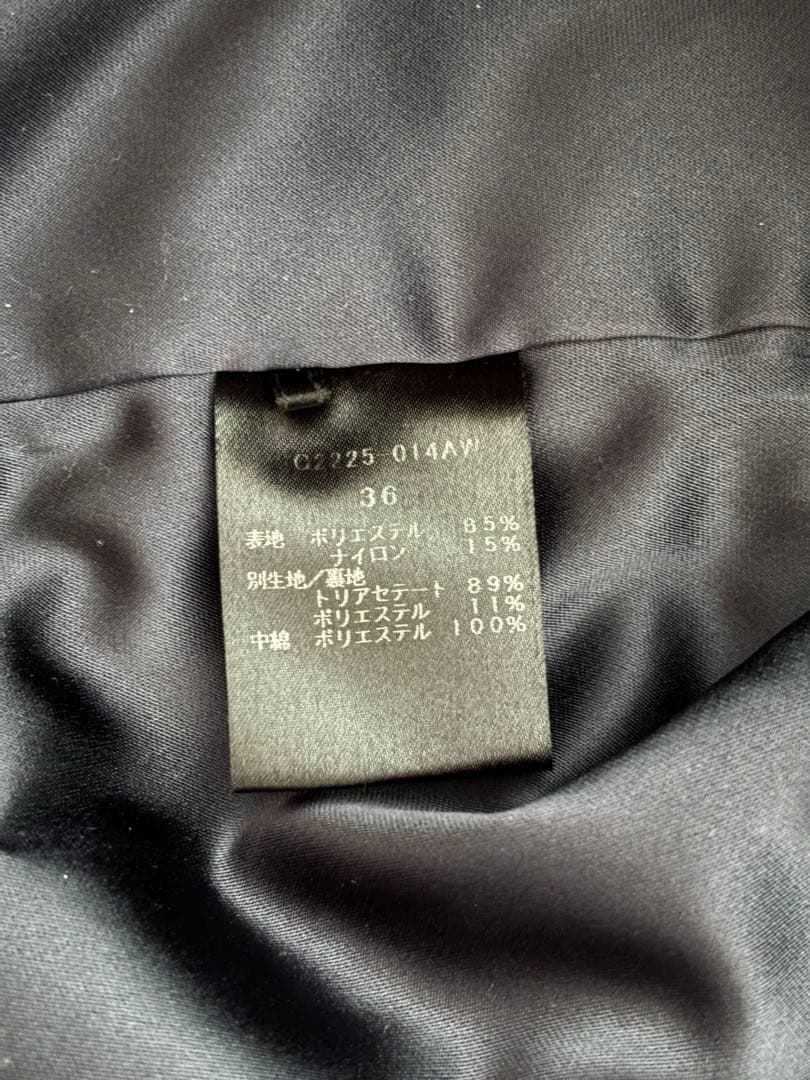 C2225 014AW
36
表地 ポリエステル 85%
ナイロン 15%
別生地/裏地
トリアセテート 89%
ポリエステル 11%
中綿 ポリエステル 100%